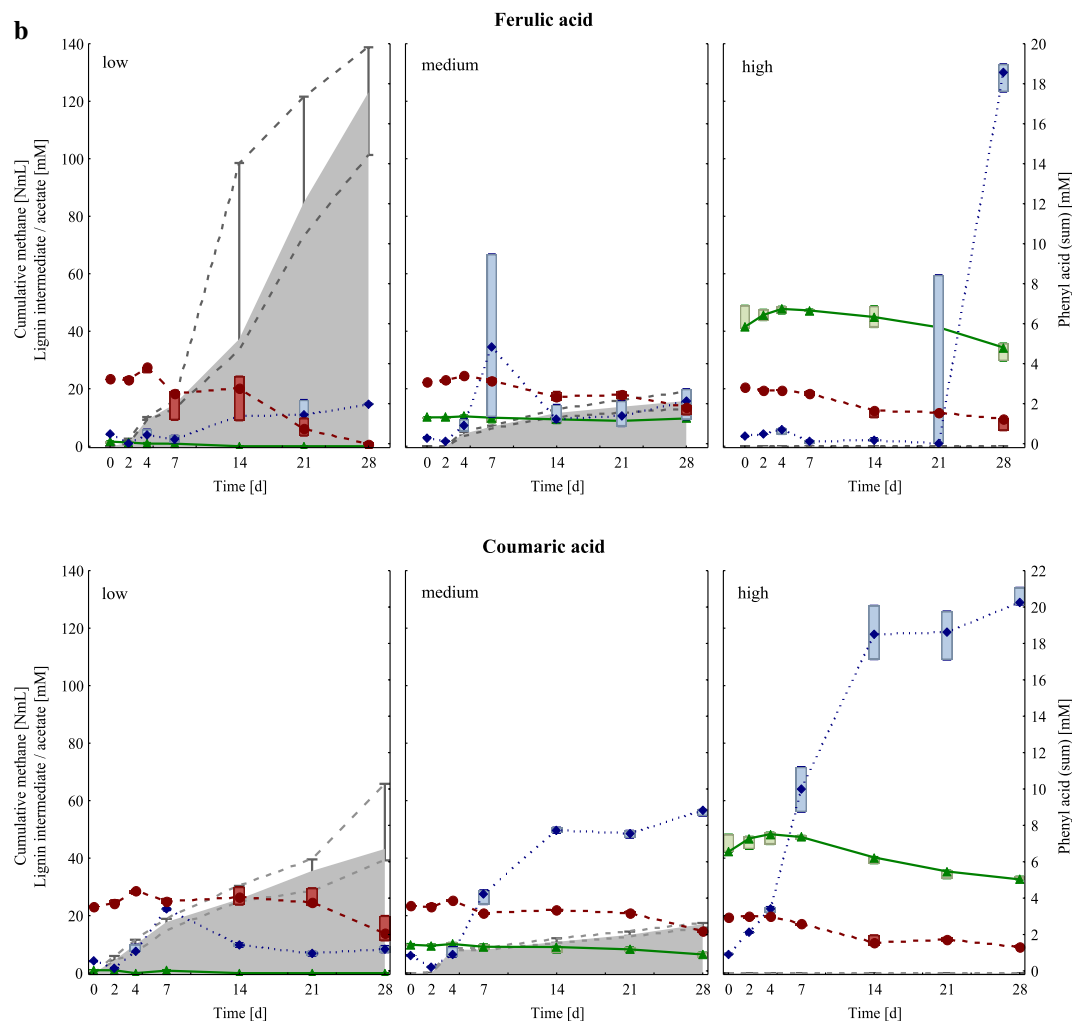 b
Ferulic acid
low
medium
high
Cumulative methane [NmL]
Lignin intermediate / acetate [mM]
140
120
100
80
60
40
20
0
20
18
16
14
12
10
8
6
4
2
0
Phenyl acid (sum) [mM]
0 2 4 7 14 21 28
0 2 4 7 14 21 28
0 2 4 7 14 21 28
Time [d]
Time [d]
Time [d]
Coumaric acid
low
medium
high
Cumulative methane [NmL]
Lignin intermediate / acetate [mM]
140
120
100
80
60
40
20
0
22
20
18
16
14
12
10
8
6
4
2
0
Phenyl acid (sum) [mM]
0 2 4 7 14 21 28
0 2 4 7 14 21 28
0 2 4 7 14 21 28
Time [d]
Time [d]
Time [d]